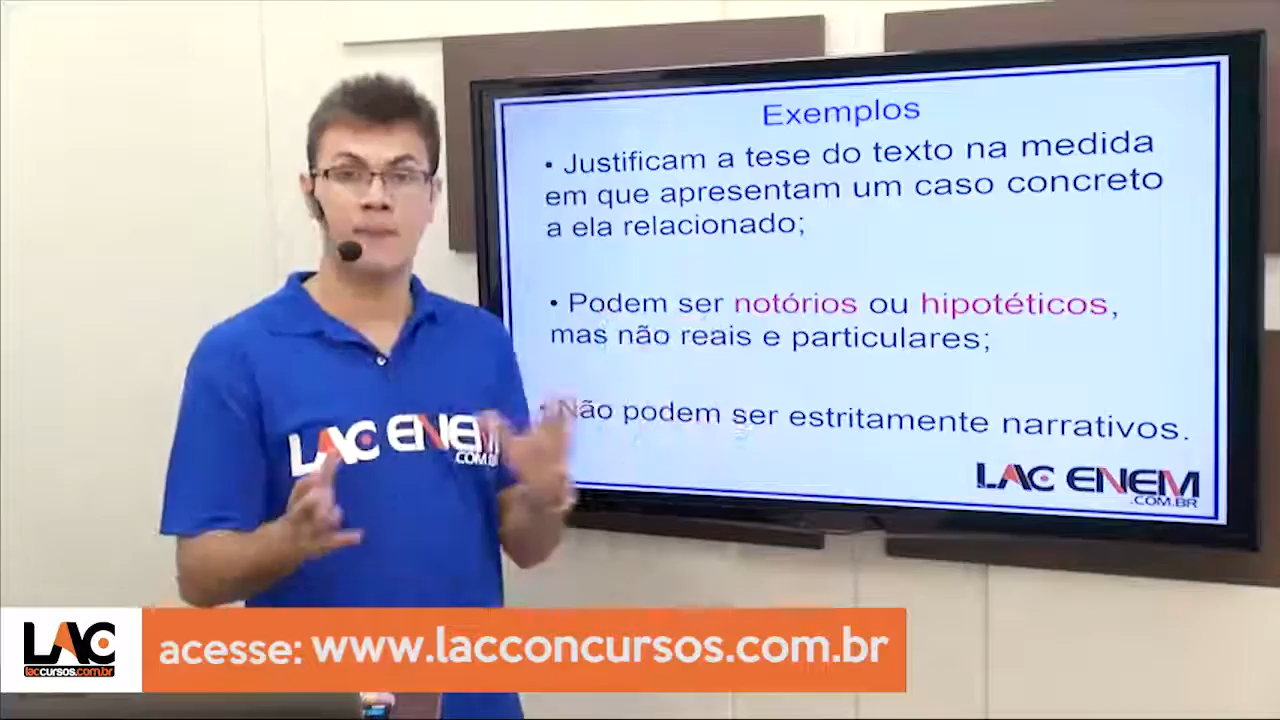 Exemplos
• Justificam a tese do texto na medida
em que apresentam um caso concreto
a ela relacionado;
• Podem ser notórios ou hipotéticos,
mas não reais e particulares;
• Não podem ser estritamente narrativos.
LAC ENEM
.COM.BR
LAC ENEM
.COM.B
LAC
laccursos.com.br
acesse: www.lacconcursos.com.br